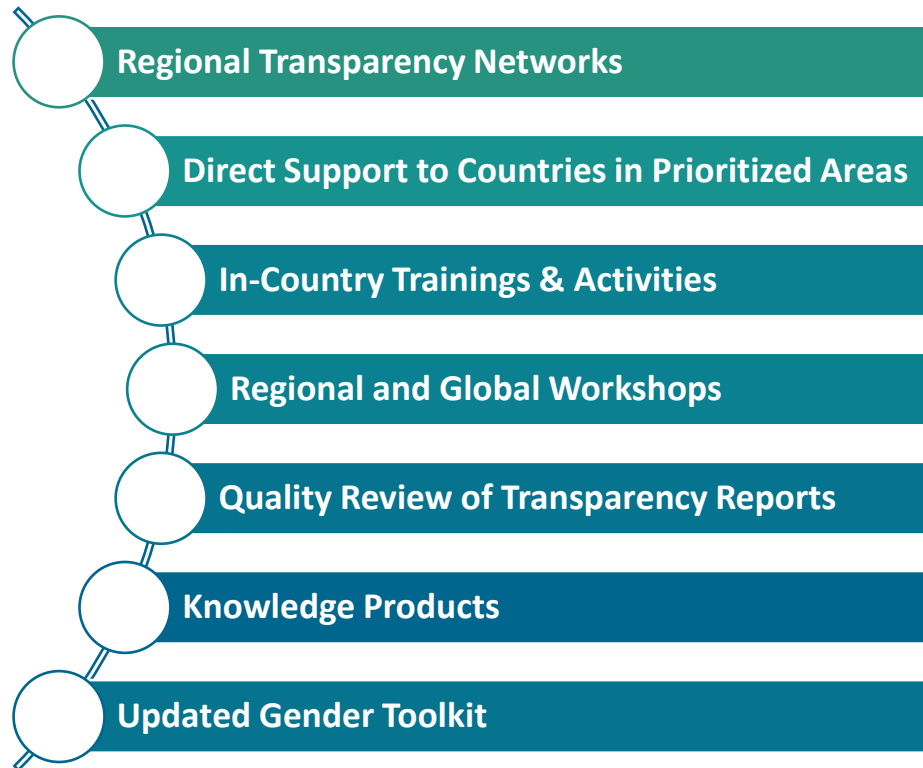 Regional Transparency Networks
Direct Support to Countries in Prioritized Areas
In-Country Trainings & Activities
Regional and Global Workshops
Quality Review of Transparency Reports
Knowledge Products
Updated Gender Toolkit